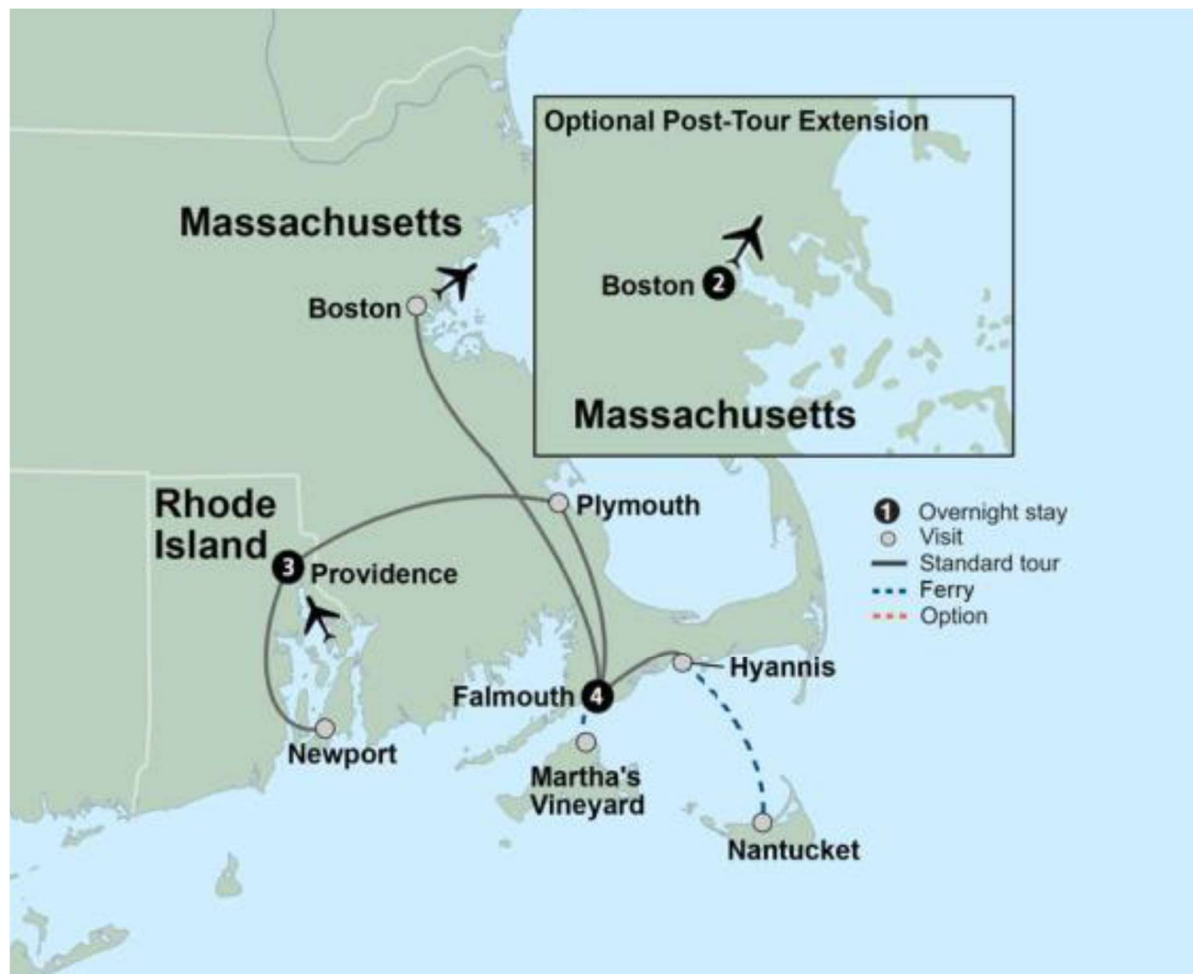 Optional Post-Tour Extension
Massachusetts
Boston
Boston 2
Massachusetts
Rhode
Island
Plymouth
3 Providence
1 Overnight stay
Visit
Standard tour
Ferry
Option
Hyannis
Falmouth 4
Newport
Martha's
Vineyard
Nantucket